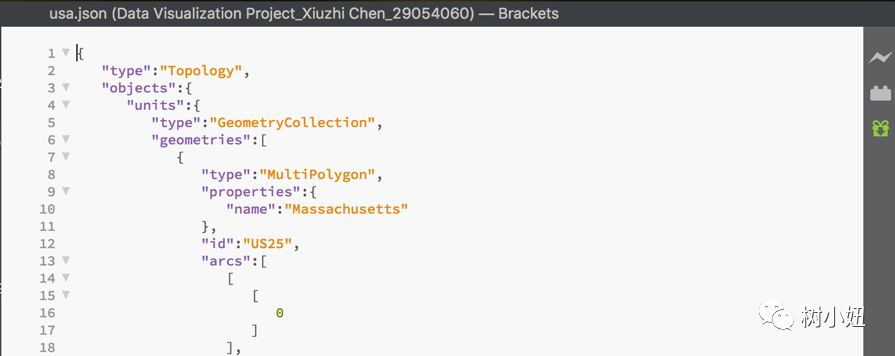 usa.json (Data Visualization Project_Xiuzhi Chen_29054060) — Brackets
1 {
2 "type":"Topology",
3 "objects":{
4 "units":{
5 "type":"GeometryCollection",
6 "geometries":[
7 {
8 "type":"MultiPolygon",
9 "properties":{
10 "name":"Massachusetts"
11 },
12 "id":"US25",
13 "arcs":[
14 [
15 [
16 0
17 ]
18 ],
树小妞